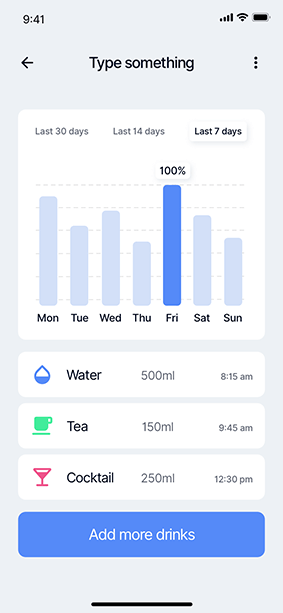 9:41
Type something
Last 30 days Last 14 days Last 7 days
100%
Mon Tue Wed Thu Fri Sat Sun
Water 500ml 8:15 am
Tea 150ml 9:45 am
Cocktail 250ml 12:30 pm
Add more drinks